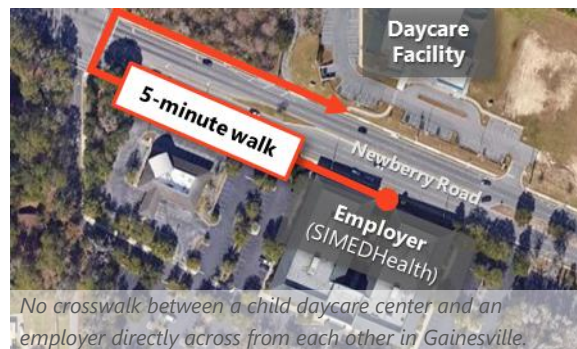 Daycare
Facility
5-minute walk
Newberry Road
Employer
(SIMEDHealth)
No crosswalk between a child daycare center and an
employer directly across from each other in Gainesville.